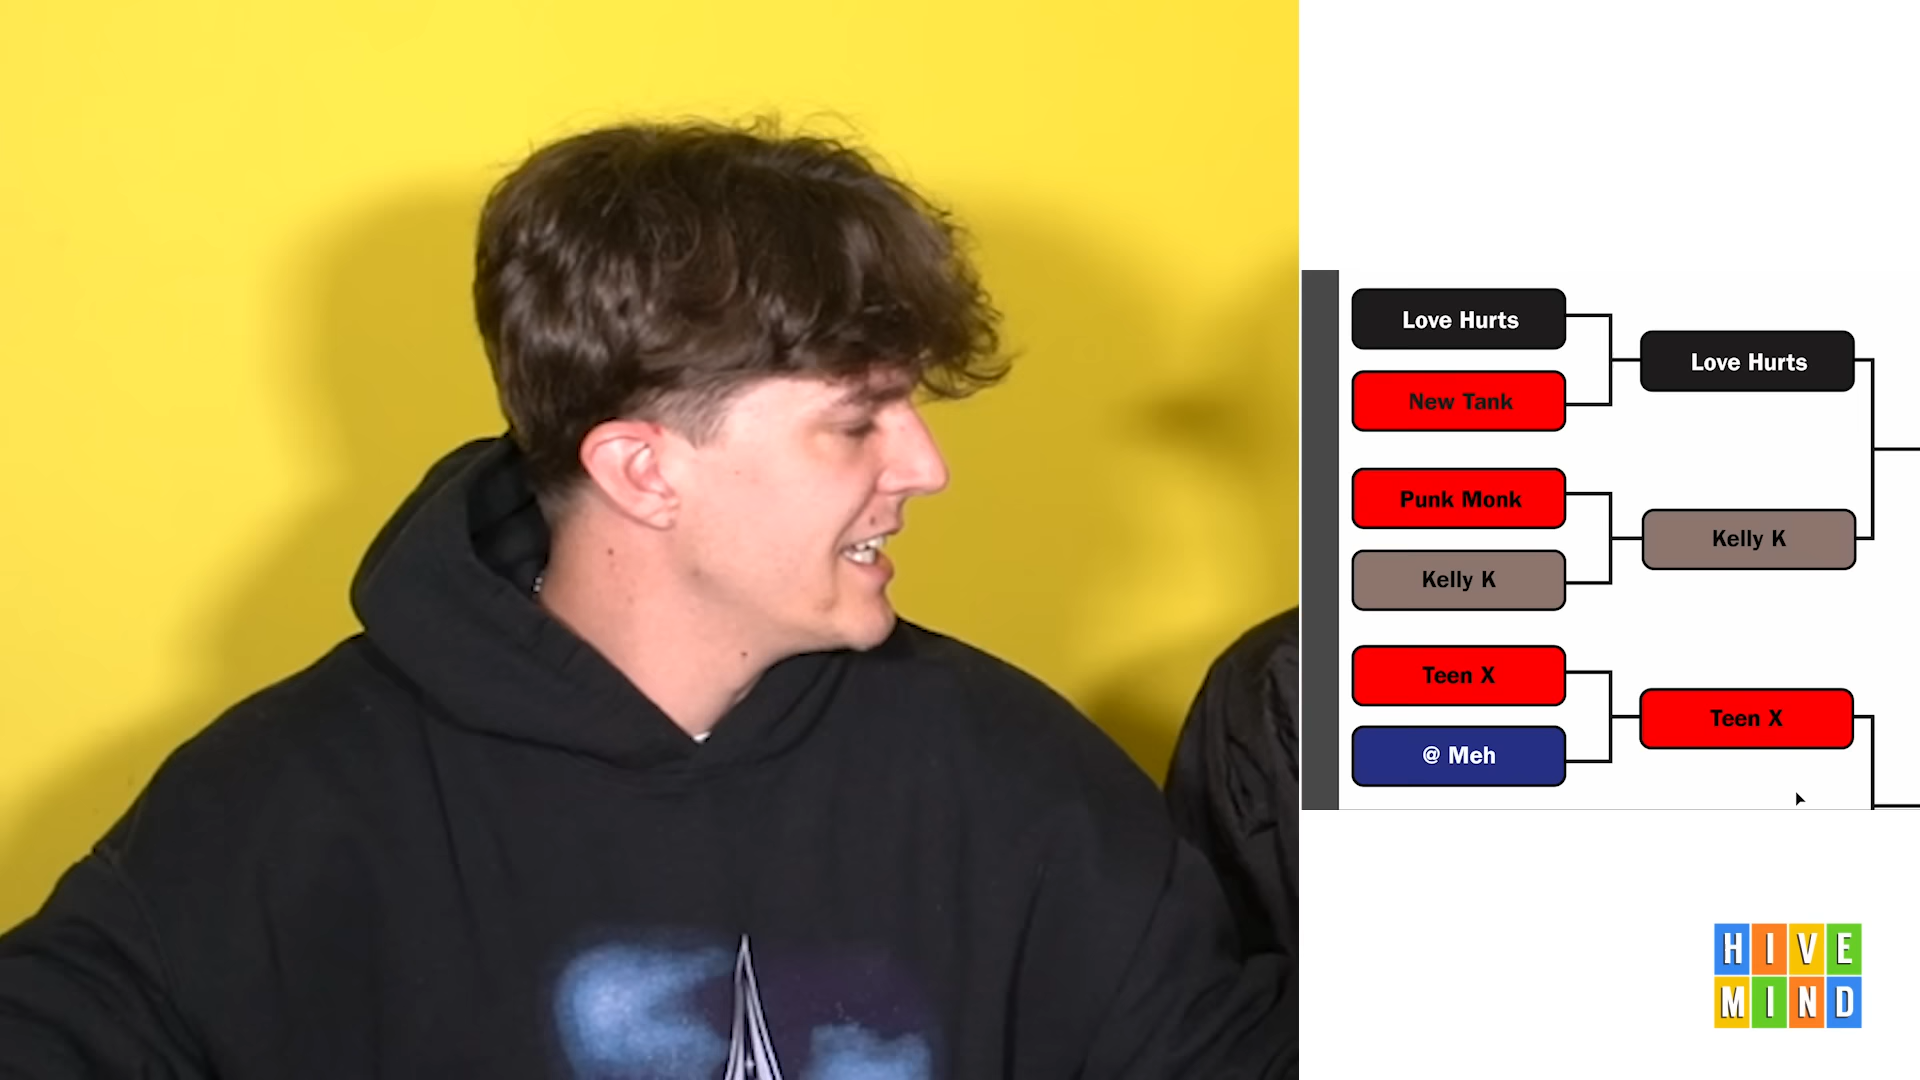 Love Hurts
New Tank
Love Hurts
Punk Monk
Kelly K
Kelly K
Teen X
@ Meh
Teen X
HIVE
MIND